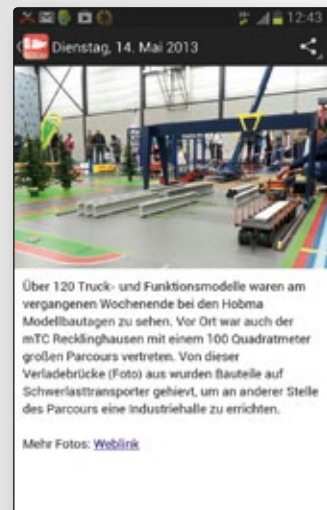 12:43
Dienstag, 14. Mai 2013
Über 120 Truck- und Funktionsmodelle waren am
vergangenen Wochenende bei den Hobma
Modellbautagen zu sehen. Vor Ort war auch der
mTC Recklinghausen mit einem 100 Quadratmeter
großen Parcours vertreten. Von dieser
Verladebrücke (Foto) aus wurden Bauteile auf
Schwerlasttransporter gehievt, um an anderer Stelle
des Parcours eine Industriehalle zu errichten.
Mehr Fotos: Weblink